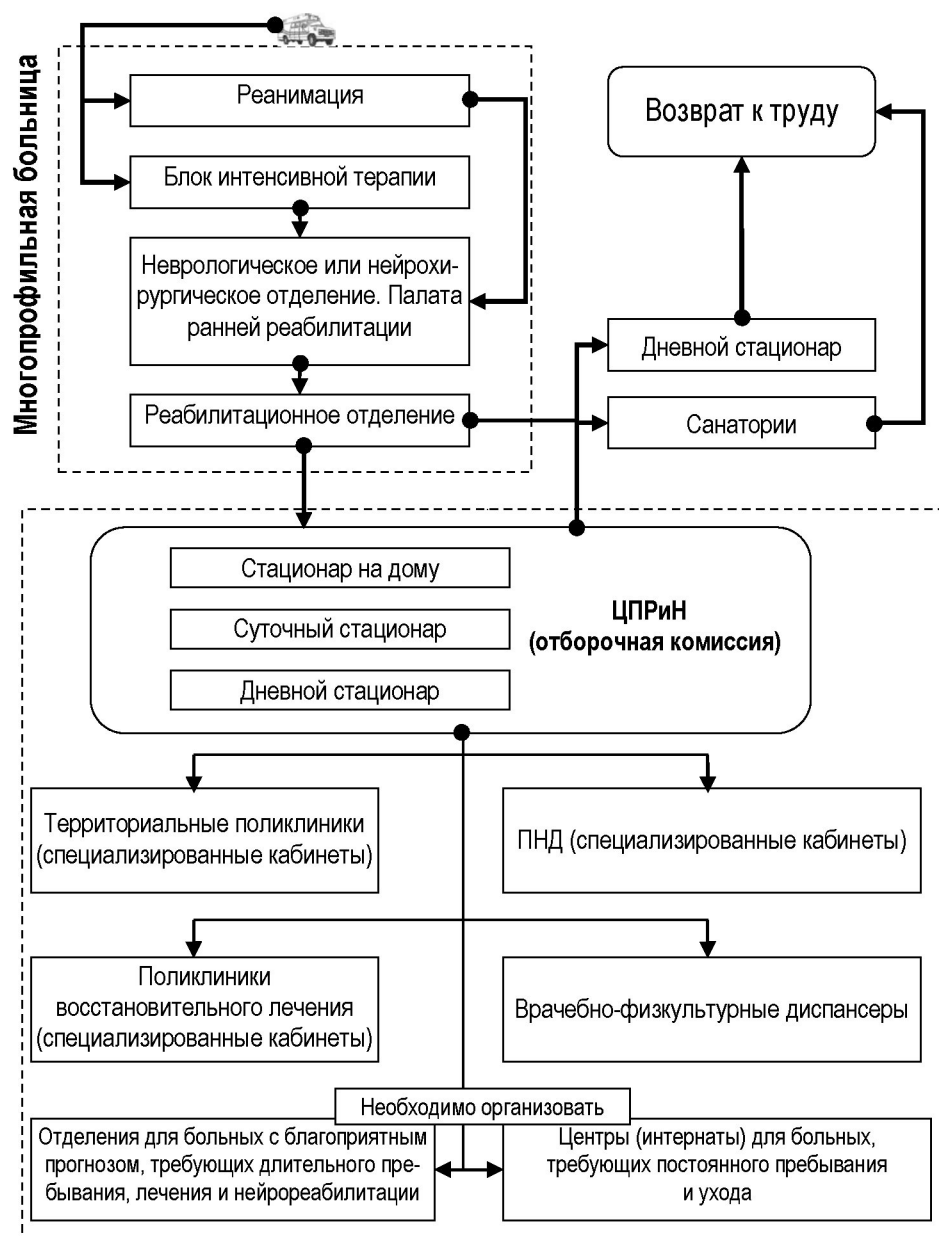 Многопрофильная больница
Реанимация
Блок интенсивной терапии
Неврологическое или нейрохи-
рургическое отделение. Палата
ранней реабилитации
Реабилитационное отделение
Возврат к труду
Дневной стационар
Санатории
Стационар на дому
Суточный стационар
Дневной стационар
ЦПРиН
(отборочная комиссия)
Территориальные поликлиники
(специализированные кабинеты)
ПНД (специализированные кабинеты)
Поликлиники
восстановительного лечения
(специализированные кабинеты)
Врачебно-физкультурные диспансеры
Необходимо организовать
Отделения для больных с благоприятным
прогнозом, требующих длительного пре-
бывания, лечения и нейрореабилитации
Центры (интернаты) для больных,
требующих постоянного пребывания
и ухода